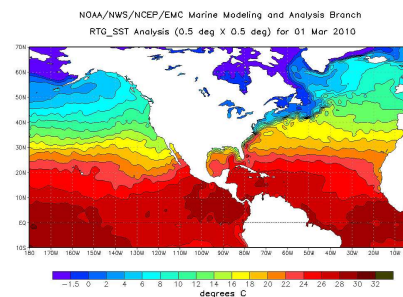 NOAA/NWS/NCEP/EMC Marine Modeling and Analysis Branch
RTG_SST Analysis (0.5 deg X 0.5 deg) for 01 Mar 2010
70N
60N
50N
40N
30N
20N
10N
EQ
10S
180 170W 160W 150W 140W 130W 120W 110W 100W 90W 80W 70W 60W 50W 40W 30W 20W 10W
-1.5 0 2 4 6 8 10 12 14 16 18 20 22 24 26 28 30 32
degrees C